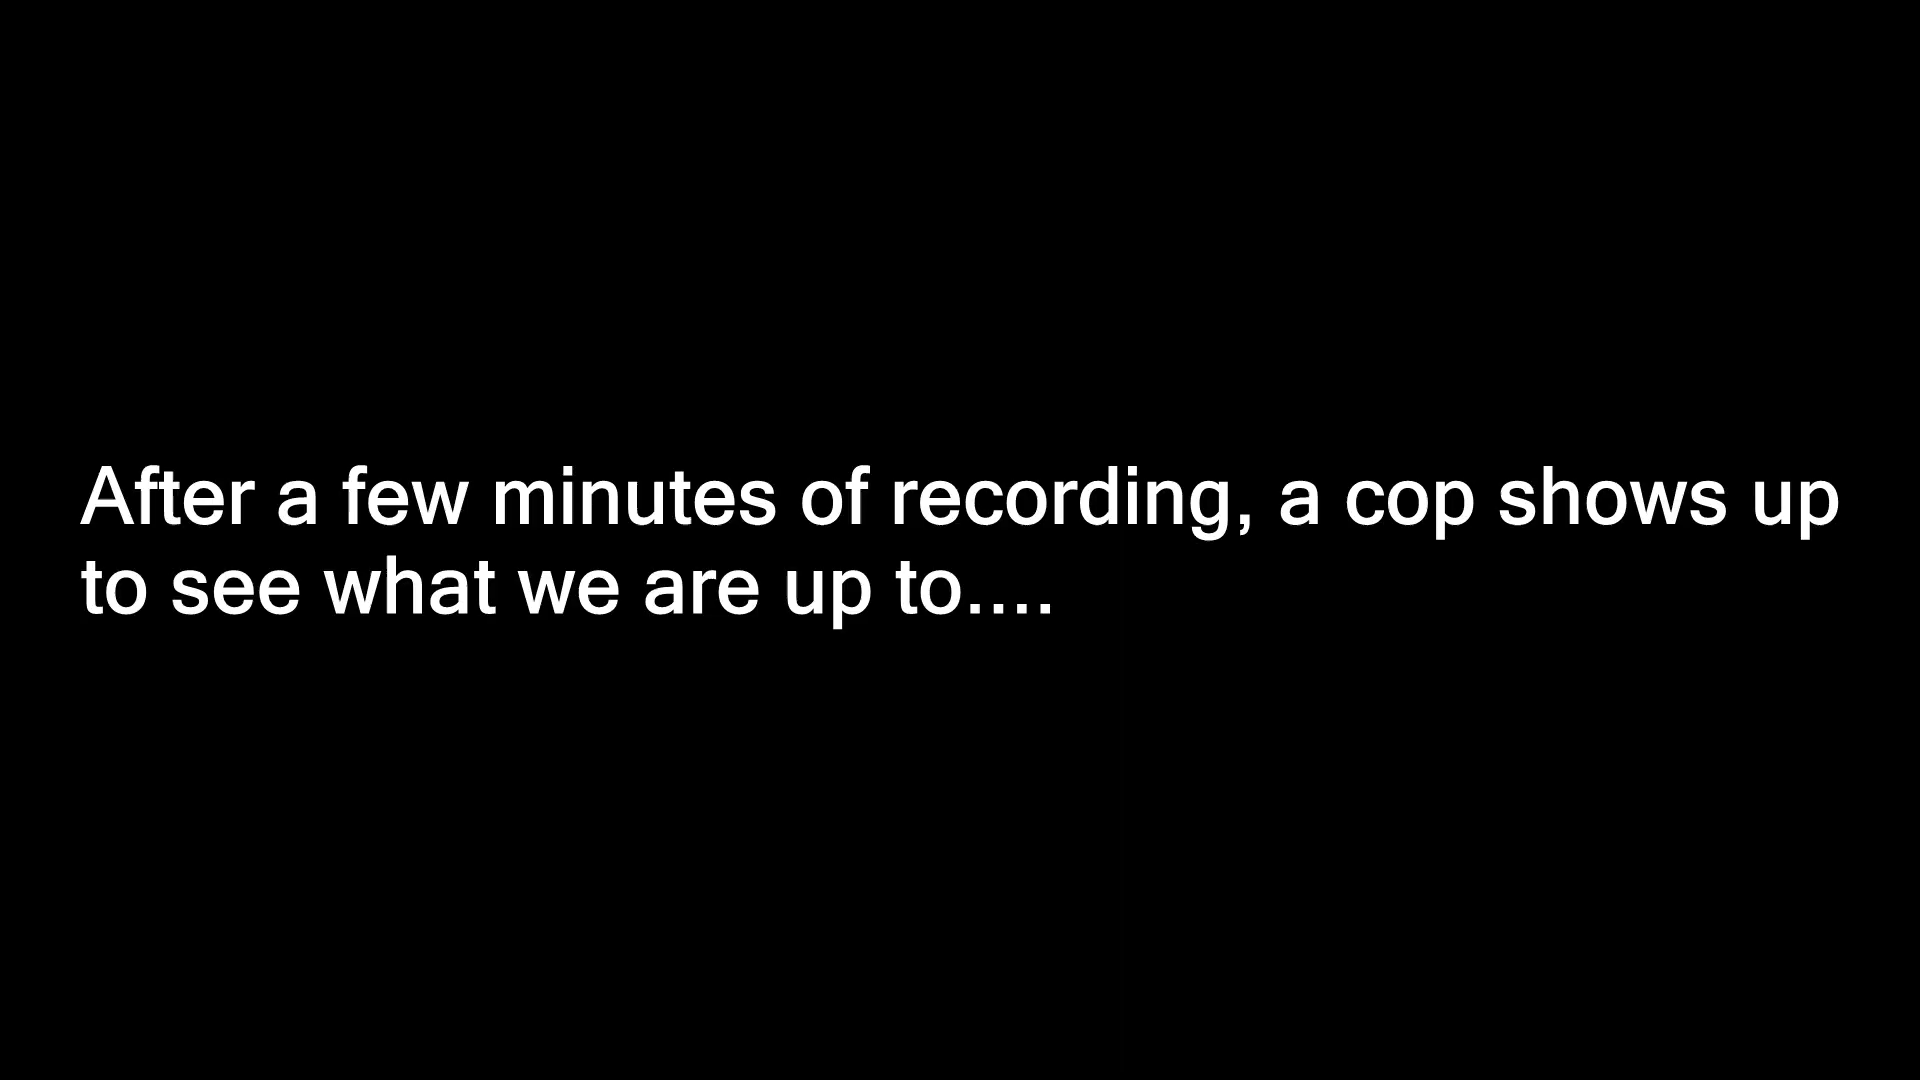 After a few minutes of recording, a cop shows up
to see what we are up to....